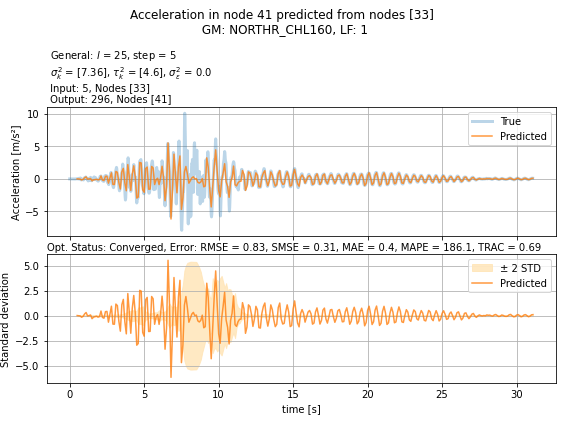 Acceleration in node 41 predicted from nodes [33]
GM: NORTHR_CHL160, LF: 1
General: l = 25, step = 5
σ²ₖ = [7.36], τ²ₖ = [4.6], σ²ε = 0.0
Input: 5, Nodes [33]
Output: 296, Nodes [41]
Acceleration [m/s²]
10
5
0
−5
True
Predicted
Opt. Status: Converged, Error: RMSE = 0.83, SMSE = 0.31, MAE = 0.4, MAPE = 186.1, TRAC = 0.69
Standard deviation
5.0
2.5
0.0
−2.5
−5.0
± 2 STD
Predicted
0 5 10 15 20 25 30
time [s]